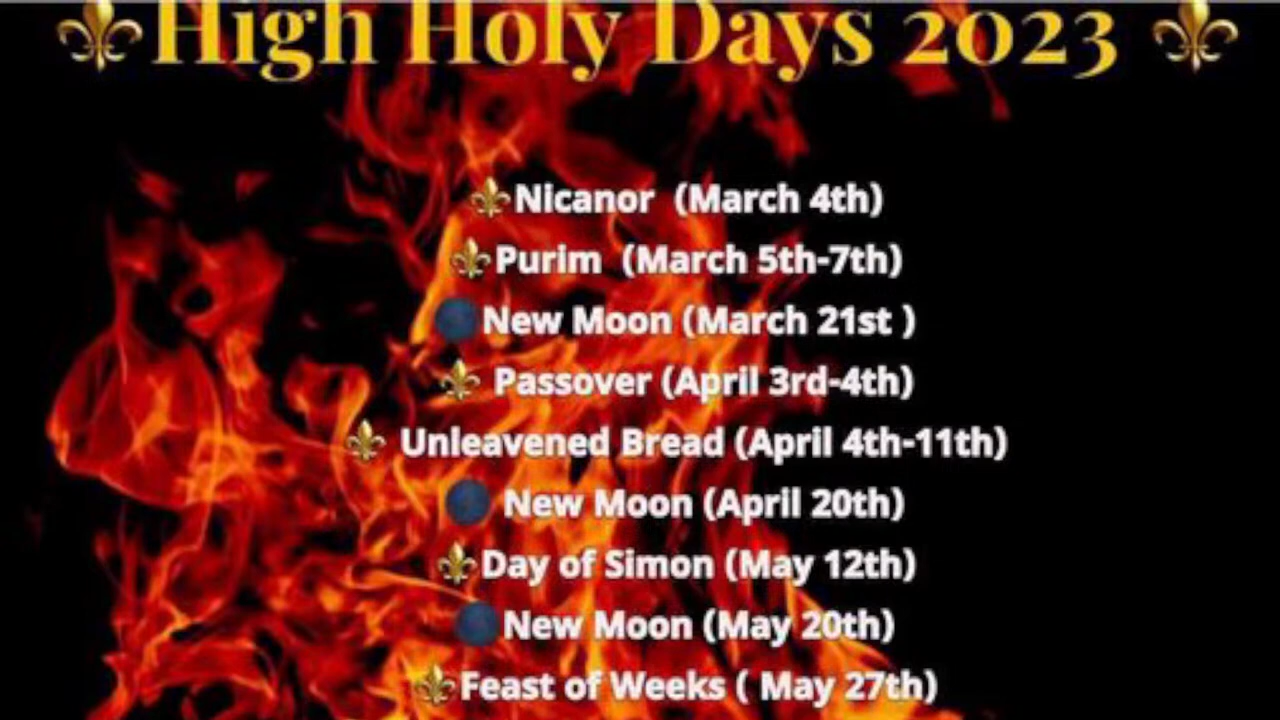 High Holy Days 2023
Nicanor (March 4th)
Purim (March 5th-7th)
New Moon (March 21st )
Passover (April 3rd-4th)
Unleavened Bread (April 4th-11th)
New Moon (April 20th)
Day of Simon (May 12th)
New Moon (May 20th)
Feast of Weeks ( May 27th)